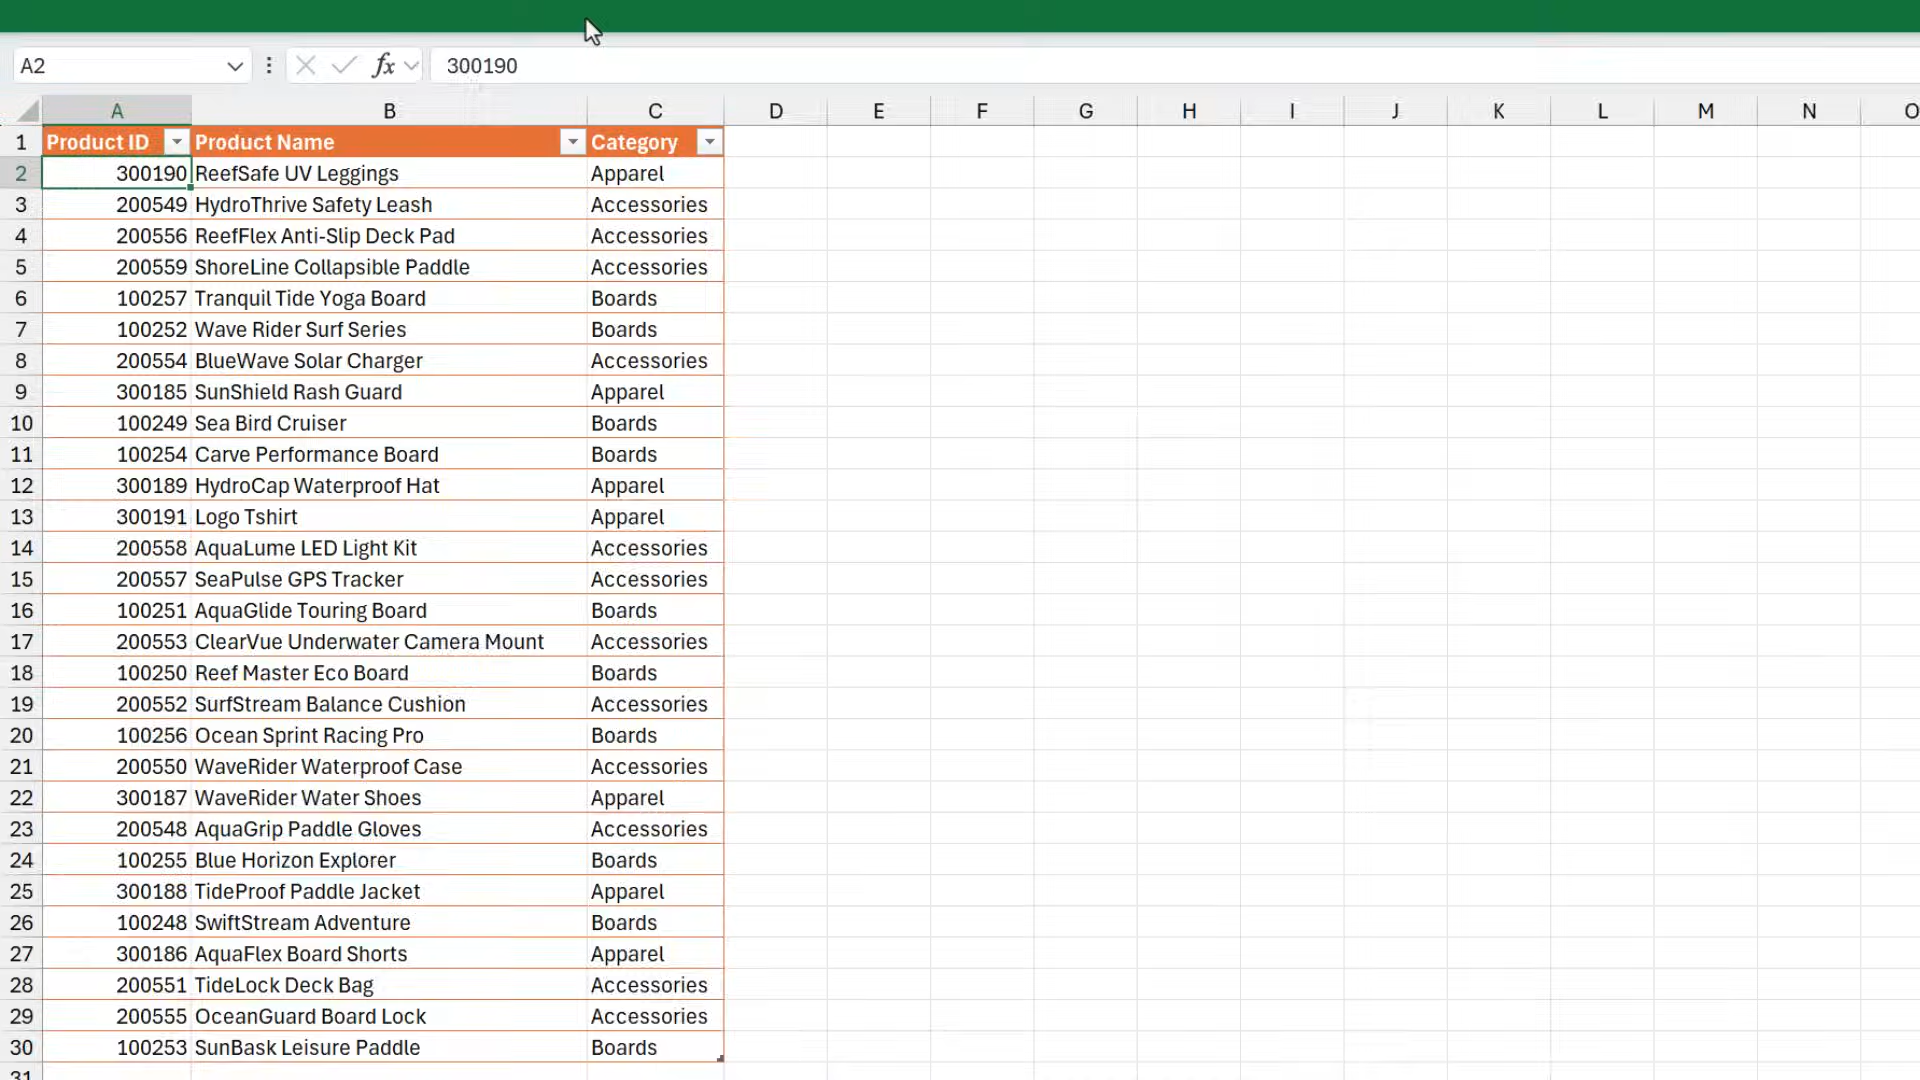 A2 fx 300190
A B C D E F G H I J K L M N O
1 Product ID Product Name Category
2 300190 ReefSafe UV Leggings Apparel
3 200549 HydroThrive Safety Leash Accessories
4 200556 ReefFlex Anti-Slip Deck Pad Accessories
5 200559 ShoreLine Collapsible Paddle Accessories
6 100257 Tranquil Tide Yoga Board Boards
7 100252 Wave Rider Surf Series Boards
8 200554 BlueWave Solar Charger Accessories
9 300185 SunShield Rash Guard Apparel
10 100249 Sea Bird Cruiser Boards
11 100254 Carve Performance Board Boards
12 300189 HydroCap Waterproof Hat Apparel
13 300191 Logo Tshirt Apparel
14 200558 AquaLume LED Light Kit Accessories
15 200557 SeaPulse GPS Tracker Accessories
16 100251 AquaGlide Touring Board Boards
17 200553 ClearVue Underwater Camera Mount Accessories
18 100250 Reef Master Eco Board Boards
19 200552 SurfStream Balance Cushion Accessories
20 100256 Ocean Sprint Racing Pro Boards
21 200550 WaveRider Waterproof Case Accessories
22 300187 WaveRider Water Shoes Apparel
23 200548 AquaGrip Paddle Gloves Accessories
24 100255 Blue Horizon Explorer Boards
25 300188 TideProof Paddle Jacket Apparel
26 100248 SwiftStream Adventure Boards
27 300186 AquaFlex Board Shorts Apparel
28 200551 TideLock Deck Bag Accessories
29 200555 OceanGuard Board Lock Accessories
30 100253 SunBask Leisure Paddle Boards
31